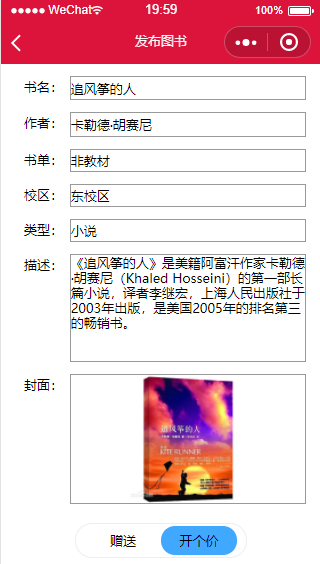 ●●●●● WeChat 19:59 100%
发布图书
书名: 追风筝的人
作者: 卡勒德·胡赛尼
书单: 非教材
校区: 东校区
类型: 小说
描述: 《追风筝的人》是美籍阿富汗作家卡勒德
·胡赛尼（Khaled Hosseini）的第一部长
篇小说，译者李继宏，上海人民出版社于
2003年出版，是美国2005年的排名第三
的畅销书。
封面:
追风筝的人
KITE RUNNER
赠送 开个价